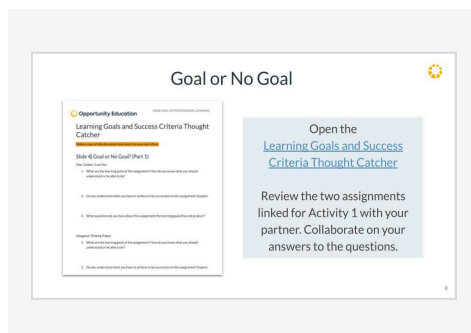 Goal or No Goal
Opportunity Education
Learning Goals and Success Criteria Thought
Catcher
Slide 4| Goal or No Goal? (Part 1)
1. What are the learning goals of the assignment? How do you know what you should
understand or be able to do?
2. Do you understand what you have to achieve to be successful on this assignment? Explain.
3. What questions do you have about the assignment the learning goals/the end product?
Hexagonal Thinking Project
1. What are the learning goals of the assignment? How do you know what you should
understand or be able to do?
2. Do you understand what you have to achieve to be successful on this assignment? Explain.
Open the
Learning Goals and Success
Criteria Thought Catcher
Review the two assignments
linked for Activity 1 with your
partner. Collaborate on your
answers to the questions.
4